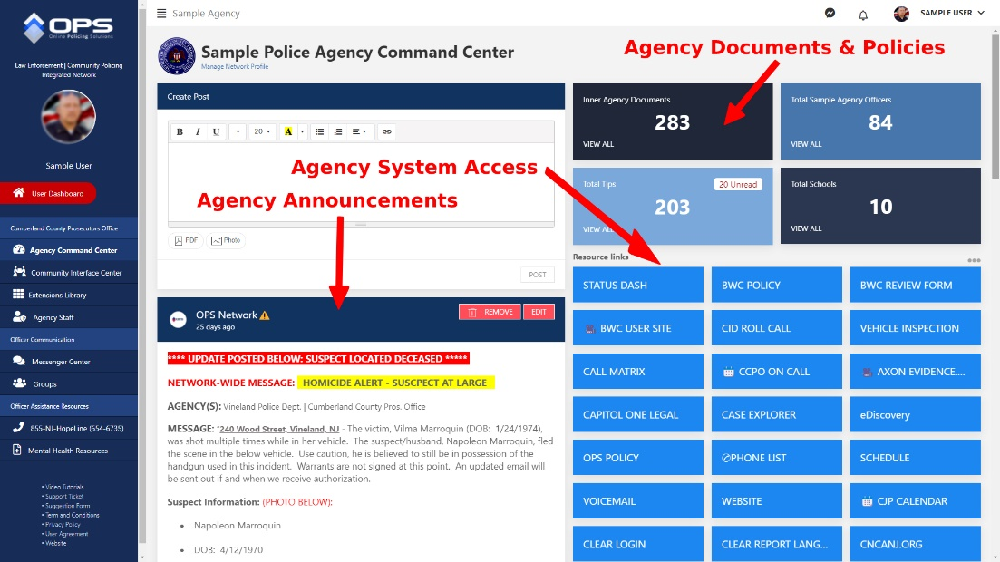 OPS
Online Policing Solutions
Law Enforcement | Community Policing
Integrated Network
Sample User
User Dashboard
Cumberland County Prosecutors Office
Agency Command Center
Community Interface Center
Extensions Library
Agency Staff
Officer Communication
Messenger Center
Groups
Officer Assistance Resources
855-NJ-HopeLine (654-6735)
Mental Health Resources
• Video Tutorials
• Support Ticket
• Suggestion Form
• Term and Conditions
• Privacy Policy
• User Agreement
• Website
Sample Agency
SAMPLE USER
Sample Police Agency Command Center
Manage Network Profile
Agency Documents & Policies
Create Post
B I U 20 A
Agency System Access
Agency Announcements
PDF Photo
POST
OPS Network
25 days ago
REMOVE EDIT
**** UPDATE POSTED BELOW: SUSPECT LOCATED DECEASED *****
NETWORK-WIDE MESSAGE: HOMICIDE ALERT - SUSCPECT AT LARGE
AGENCY(S): Vineland Police Dept. | Cumberland County Pros. Office
MESSAGE: "240 Wood Street, Vineland, NJ - The victim, Vilma Marroquin (DOB: 1/24/1974),
was shot multiple times while in her vehicle. The suspect/husband, Napoleon Marroquin, fled
the scene in the below vehicle. Use caution, he is believed to still be in possession of the
handgun used in this incident. Warrants are not signed at this point. An updated email will
be sent out if and when we receive authorization.
Suspect Information: (PHOTO BELOW):
• Napoleon Marroquin
• DOB: 4/12/1970
Inner Agency Documents
283
VIEW ALL
Total Sample Agency Officers
84
VIEW ALL
Total Tips
20 Unread
203
VIEW ALL
Total Schools
10
VIEW ALL
Resource links
STATUS DASH BWC POLICY BWC REVIEW FORM
BWC USER SITE CID ROLL CALL VEHICLE INSPECTION
CALL MATRIX CCPO ON CALL AXON EVIDENCE....
CAPITOL ONE LEGAL CASE EXPLORER eDiscovery
OPS POLICY PHONE LIST SCHEDULE
VOICEMAIL WEBSITE CJP CALENDAR
CLEAR LOGIN CLEAR REPORT LANG... CNCANJ.ORG